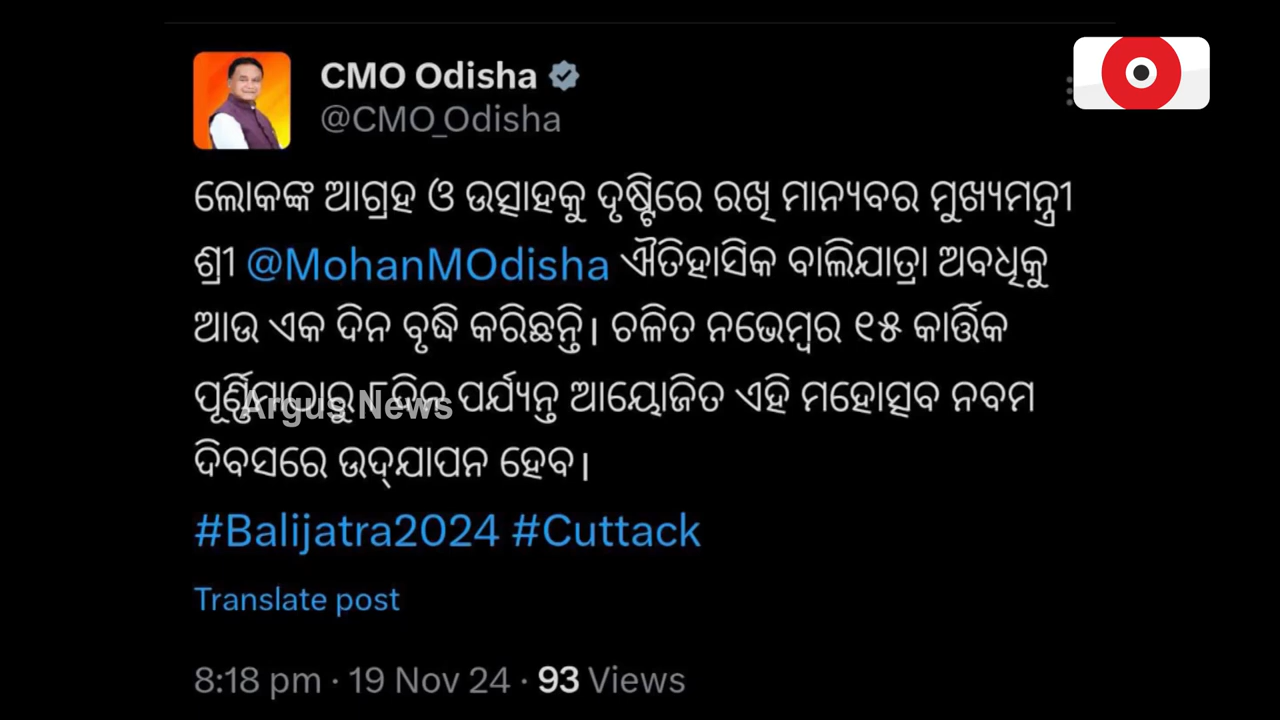 CMO Odisha
@CMO_Odisha
ଲୋକଙ୍କ ଆଗ୍ରହ ଓ ଉତ୍ସାହକୁ ଦୃଷ୍ଟିରେ ରଖି ମାନ୍ୟବର ମୁଖ୍ୟମନ୍ତ୍ରୀ
ଶ୍ରୀ @MohanMOdisha ଐତିହାସିକ ବାଲିଯାତ୍ରା ଅବଧିକୁ
ଆଉ ଏକ ଦିନ ବୃଦ୍ଧି କରିଛନ୍ତି। ଚଳିତ ନଭେମ୍ବର ୧୫ କାର୍ତ୍ତିକ
ପର୍ଯ୍ୟନ୍ତ ଆୟୋଜିତ ଏହି ମହୋତ୍ସବ ନବମ
Argus News
ଦିବସରେ ଉଦ୍‌ଯାପନ ହେବ।
#Balijatra2024 #Cuttack
Translate post
8:18 pm · 19 Nov 24 · 93 Views